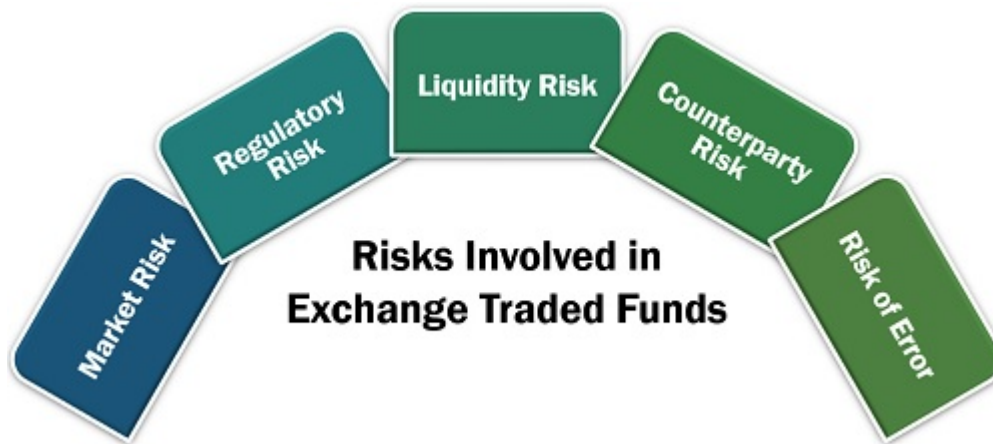 Market Risk
Regulatory
Risk
Liquidity Risk
Counterparty
Risk
Risk of Error
Risks Involved in
Exchange Traded Funds